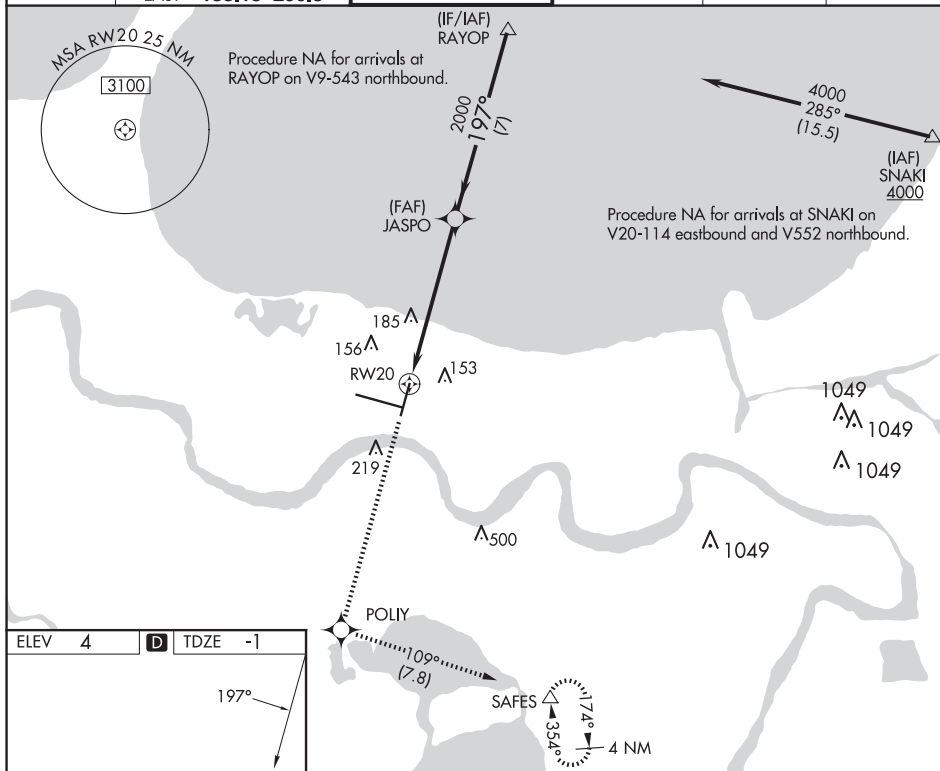 MSA RW20 25 NM
3100
Procedure NA for arrivals at
RAYOP on V9-543 northbound.
(IF/IAF)
RAYOP
2000
197°
(7)
4000
285°
(15.5)
(IAF)
SNAKI
4000
(FAF)
JASPO
Procedure NA for arrivals at SNAKI on
V20-114 eastbound and V552 northbound.
185
156
RW20
153
1049
1049
1049
219
500
1049
POLIY
109°
(7.8)
SAFES
174°
354°
4 NM
ELEV 4 D TDZE -1
197°